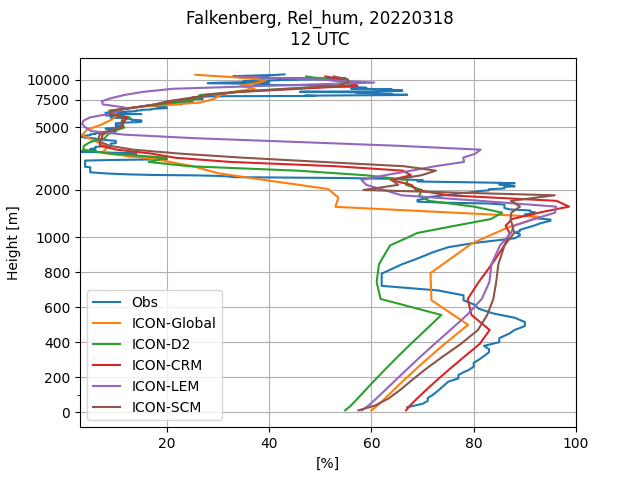 Falkenberg, Rel_hum, 20220318
12 UTC
Height [m]
10000
7500
5000
2000
1000
800
600
400
200
0
Obs
ICON-Global
ICON-D2
ICON-CRM
ICON-LEM
ICON-SCM
20
40
60
80
100
[%]